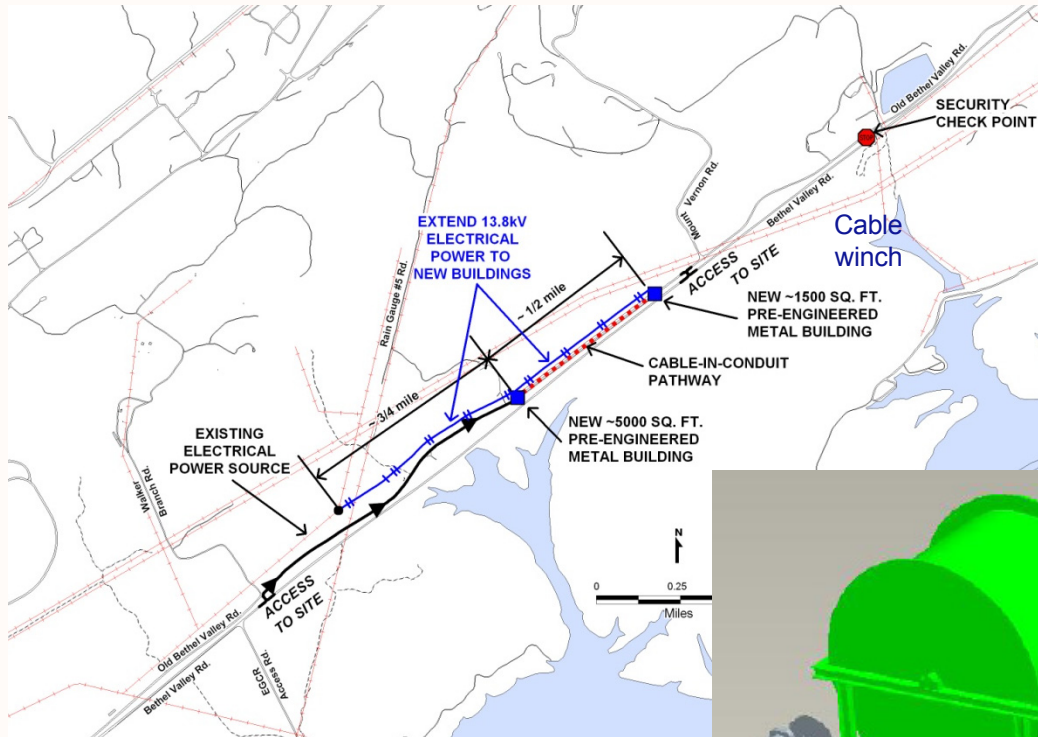 Old Bethel Valley Rd.
SECURITY
CHECK POINT
Mount Vernon Rd.
Bethel Valley Rd.
Cable
winch
EXTEND 13.8kV
ELECTRICAL
POWER TO
NEW BUILDINGS
Rain Gauge #5 Rd.
~ 1/2 mile
ACCESS
TO SITE
NEW ~1500 SQ. FT.
PRE-ENGINEERED
METAL BUILDING
CABLE-IN-CONDUIT
PATHWAY
~ 3/4 mile
NEW ~5000 SQ. FT.
PRE-ENGINEERED
METAL BUILDING
EXISTING
ELECTRICAL
POWER SOURCE
Walker
Branch Rd.
N
0 0.25
Miles
ACCESS
TO SITE
Old Bethel Valley Rd.
Bethel Valley Rd.
EGCR
Access Rd.